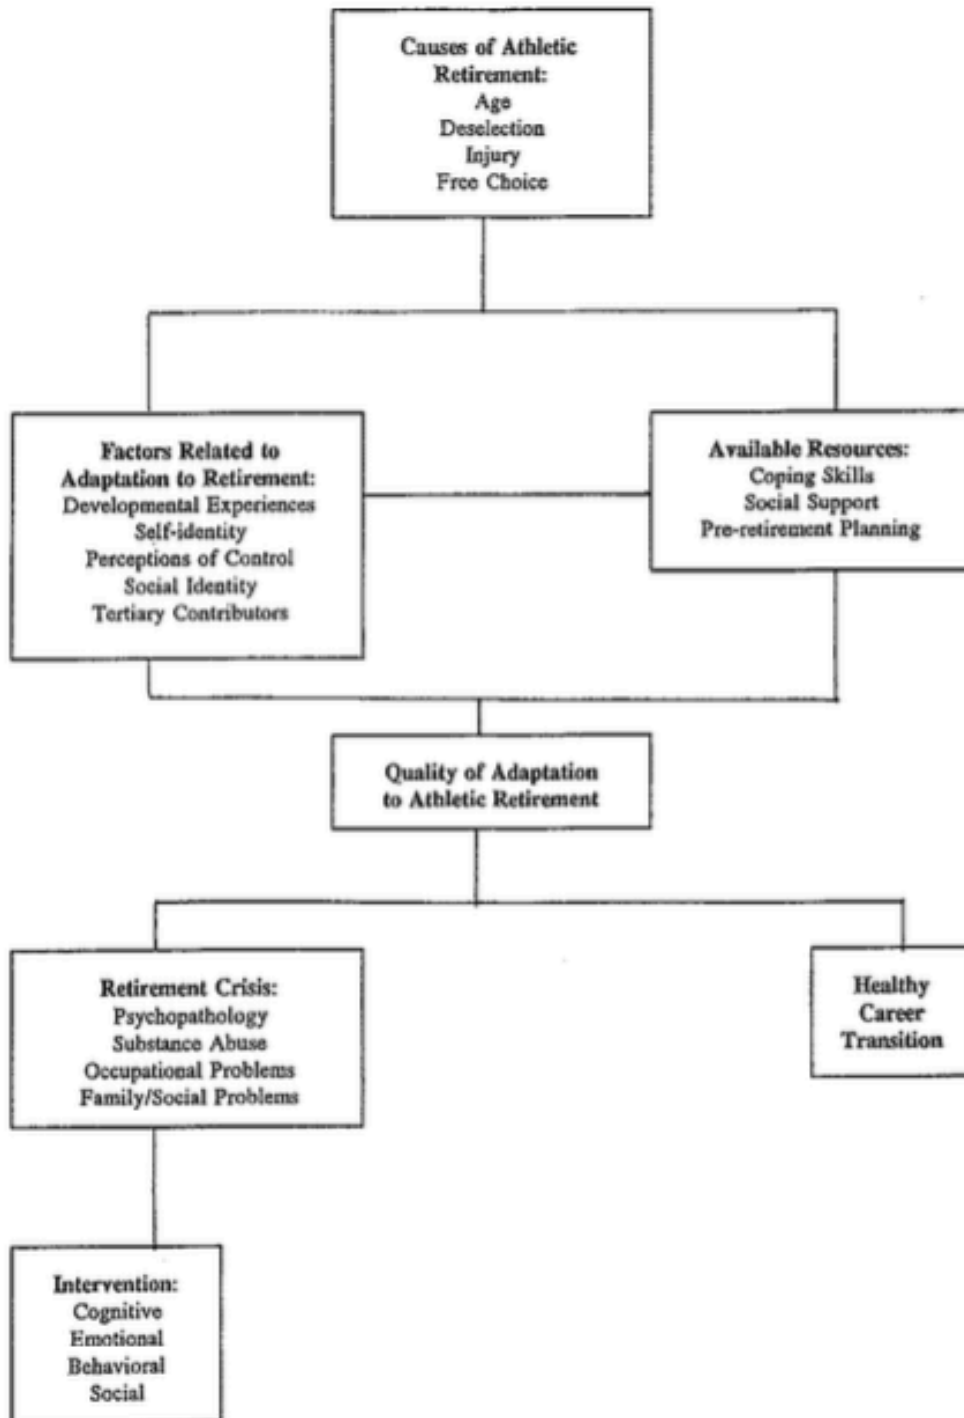 Causes of Athletic
Retirement:
Age
Deselection
Injury
Free Choice
Factors Related to
Adaptation to Retirement:
Developmental Experiences
Self-identity
Perceptions of Control
Social Identity
Tertiary Contributors
Available Resources:
Coping Skills
Social Support
Pre-retirement Planning
Quality of Adaptation
to Athletic Retirement
Retirement Crisis:
Psychopathology
Substance Abuse
Occupational Problems
Family/Social Problems
Healthy
Career
Transition
Intervention:
Cognitive
Emotional
Behavioral
Social